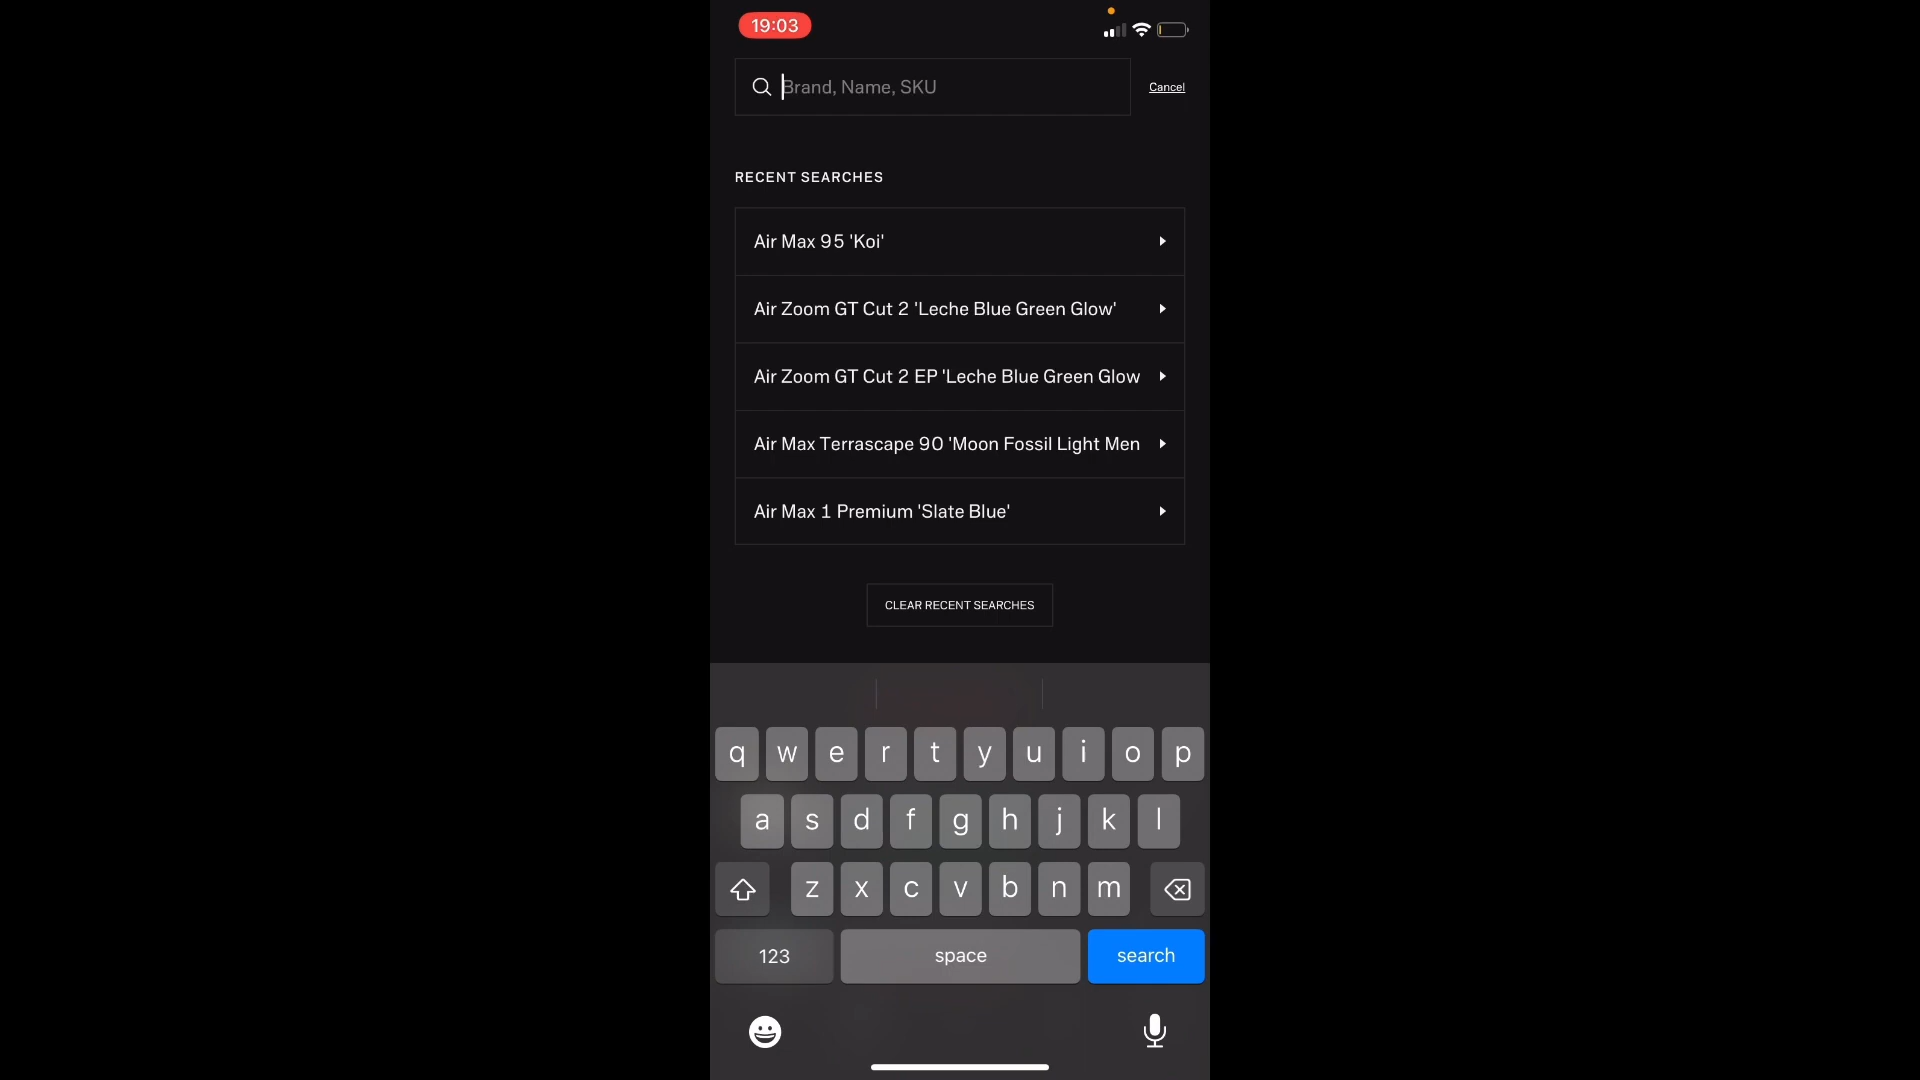 19:03
Brand, Name, SKU
Cancel
RECENT SEARCHES
Air Max 95 'Koi'
Air Zoom GT Cut 2 'Leche Blue Green Glow'
Air Zoom GT Cut 2 EP 'Leche Blue Green Glow
Air Max Terrascape 90 'Moon Fossil Light Men
Air Max 1 Premium 'Slate Blue'
CLEAR RECENT SEARCHES
q w e r t y u i o p
a s d f g h j k l
z x c v b n m
123 space search